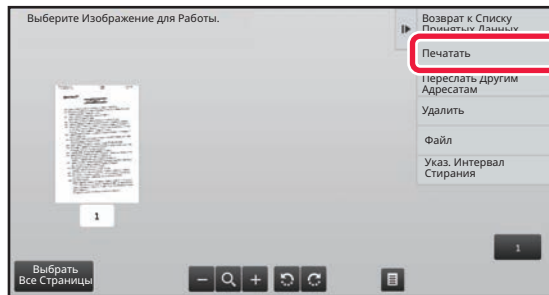 Выберите Изображение для Работы.
Возврат к Списку
Принятых Данных
Печатать
Переслать Другим
Адресатам
Удалить
Файл
Указ. Интервал
Стирания
1
1
Выбрать
Все Страницы